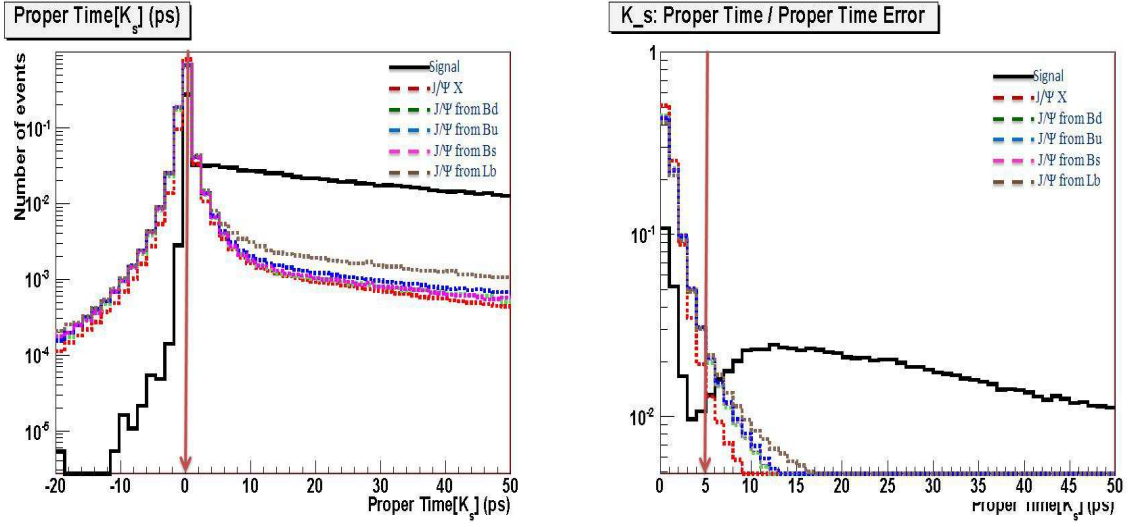 Proper Time[K_s] (ps)
Number of events
10^-1
10^-2
10^-3
10^-4
10^-5
Signal
J/Ψ X
J/Ψ from Bd
J/Ψ from Bu
J/Ψ from Bs
J/Ψ from Lb
-20 -10 0 10 20 30 40 50
Proper Time[K_s] (ps)
K_s: Proper Time / Proper Time Error
1
10^-1
10^-2
Signal
J/Ψ X
J/Ψ from Bd
J/Ψ from Bu
J/Ψ from Bs
J/Ψ from Lb
0 5 10 15 20 25 30 35 40 45 50
Proper Time[K_s] (ps)